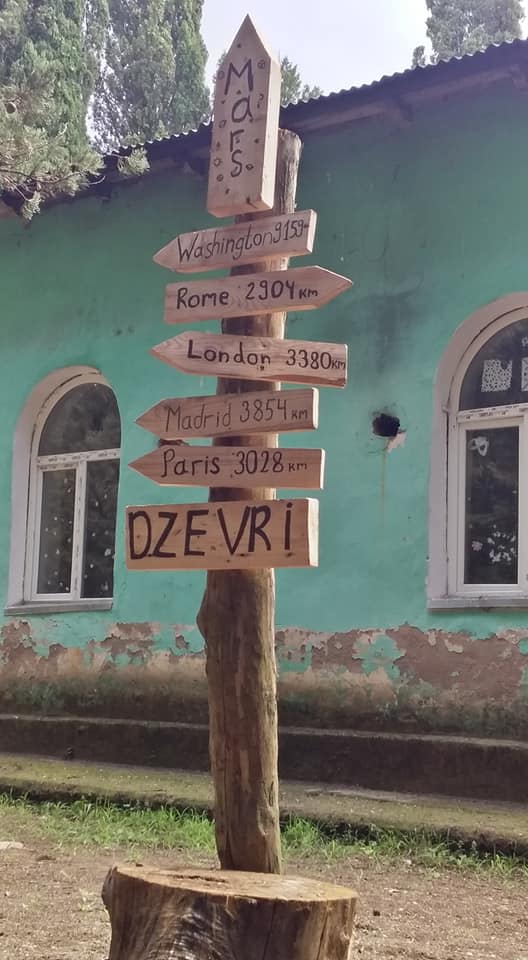 Mars
Washington 9159
Rome 2904 KM
London 3380 KM
Madrid 3854 KM
Paris 3028 KM
DZEVRi